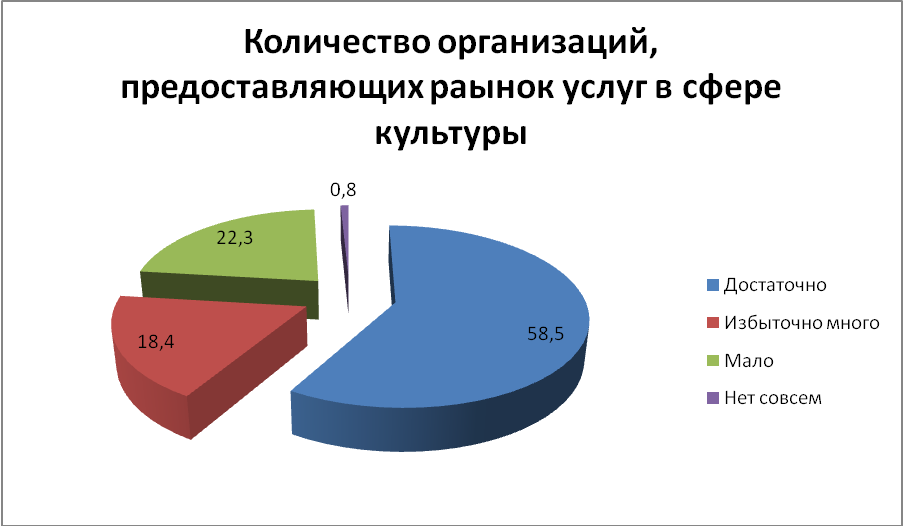 Количество организаций,
предоставляющих раынок услуг в сфере
культуры
0,8
22,3
18,4
58,5
Достаточно
Избыточно много
Мало
Нет совсем